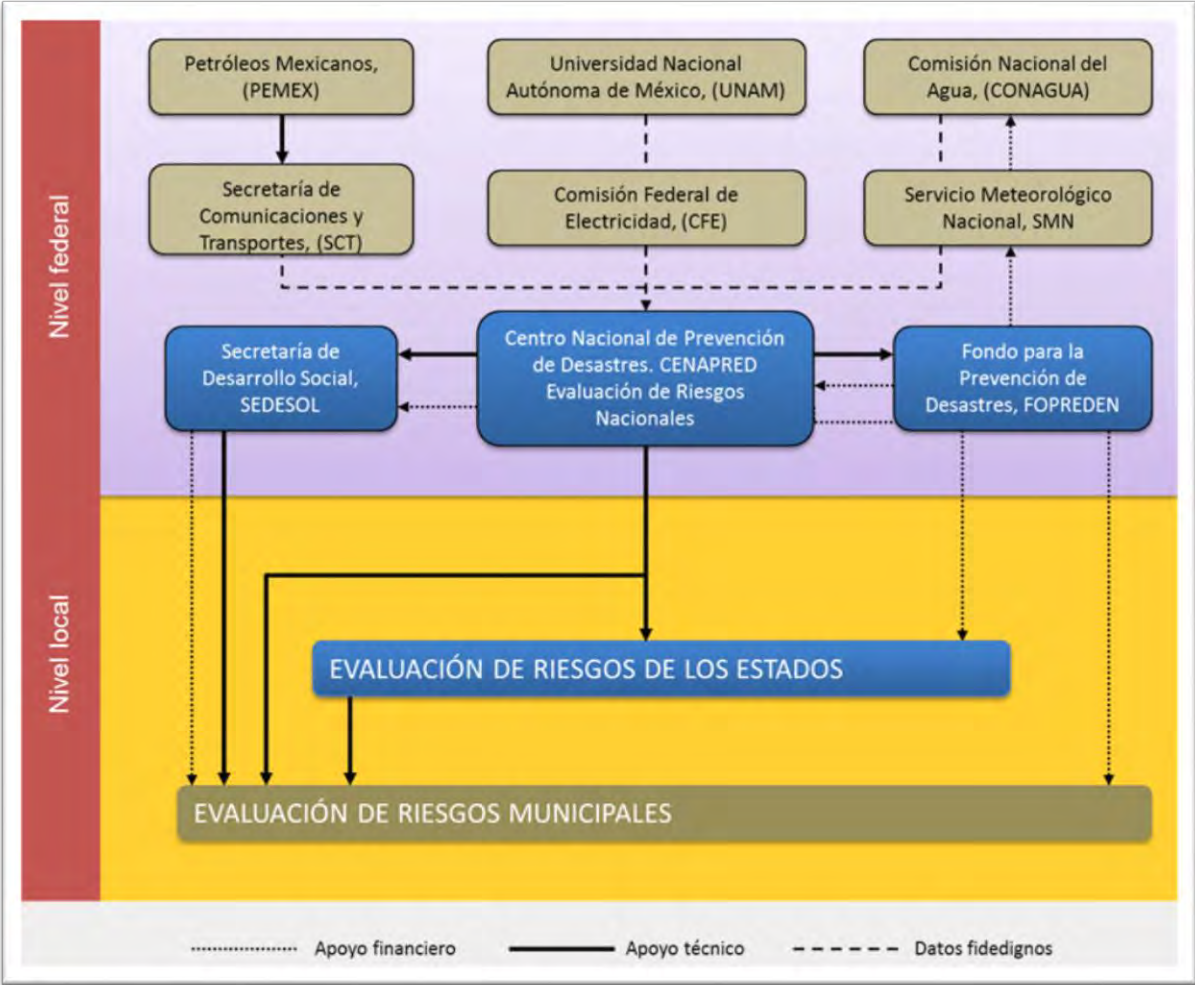 Nivel federal
Petróleos Mexicanos,
(PEMEX)
Universidad Nacional
Autónoma de México, (UNAM)
Comisión Nacional del
Agua, (CONAGUA)
Secretaría de
Comunicaciones y
Transportes, (SCT)
Comisión Federal de
Electricidad, (CFE)
Servicio Meteorológico
Nacional, SMN
Secretaría de
Desarrollo Social,
SEDESOL
Centro Nacional de Prevención
de Desastres. CENAPRED
Evaluación de Riesgos
Nacionales
Fondo para la
Prevención de
Desastres, FOPREDEN
Nivel local
EVALUACIÓN DE RIESGOS DE LOS ESTADOS
EVALUACIÓN DE RIESGOS MUNICIPALES
Apoyo financiero
Apoyo técnico
Datos fidedignos